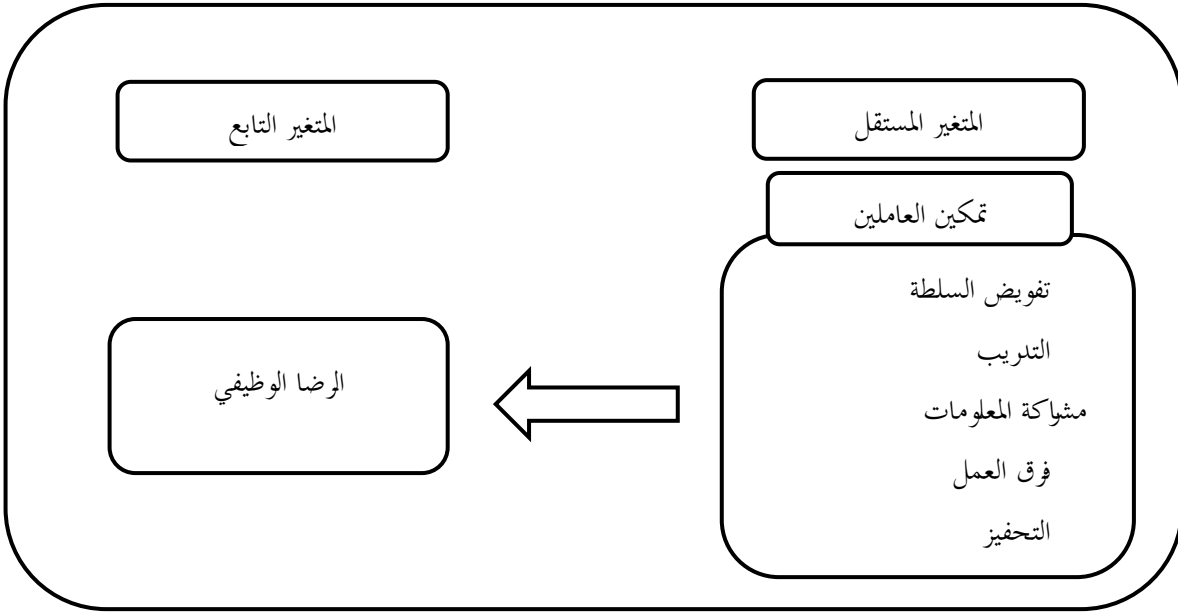 المتغير المستقل
المتغير التابع
تمكين العاملين
تفويض السلطة
التدريب
مشاركة المعلومات
فرق العمل
التحفيز
الرضا الوظيفي